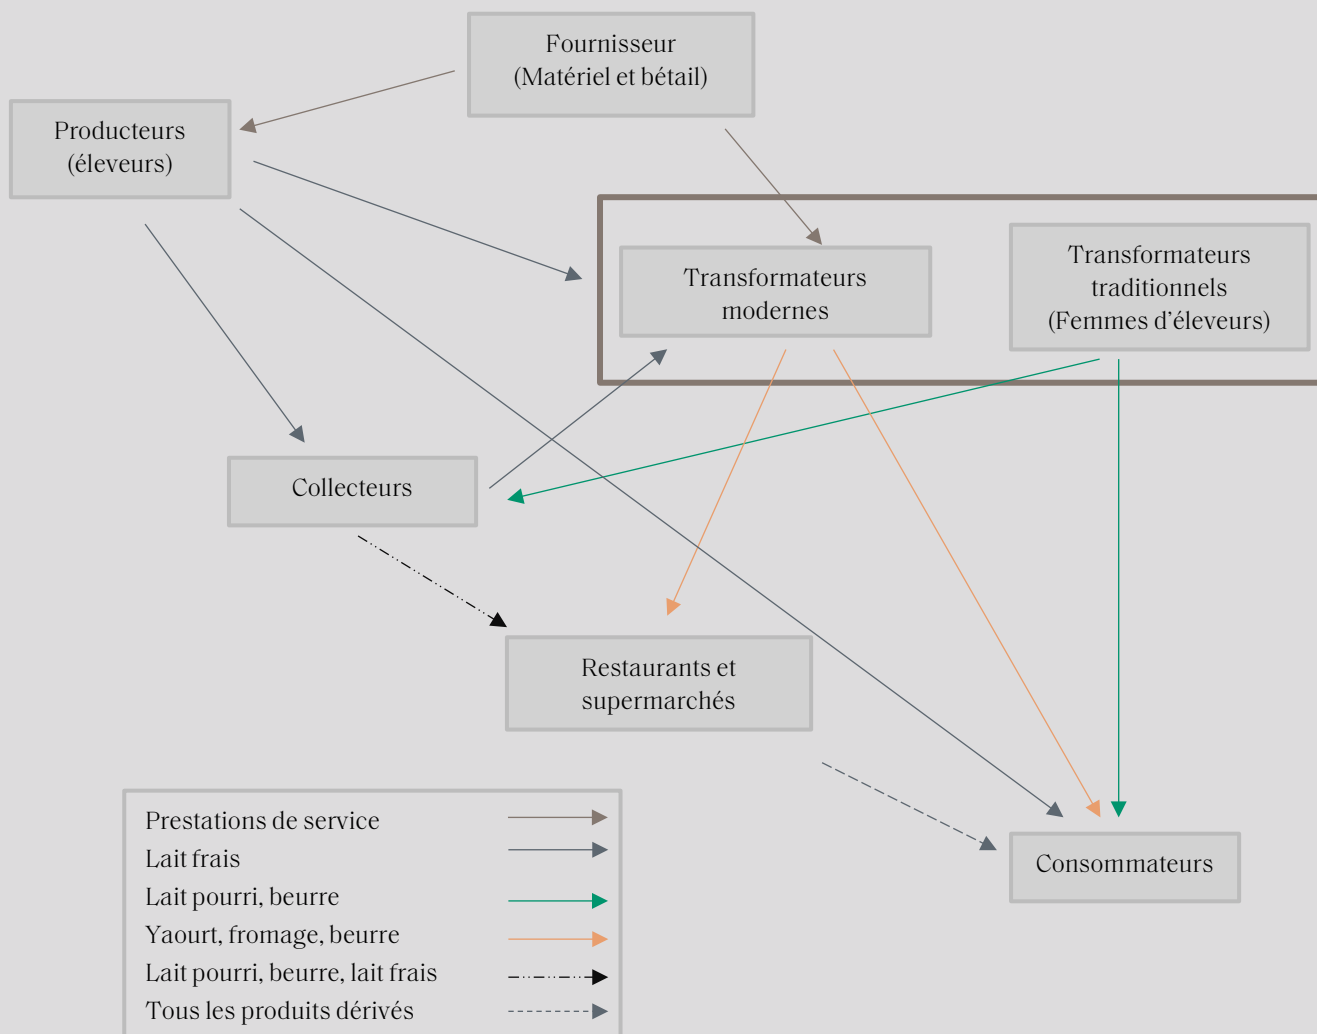 Fournisseur
(Matériel et bétail)
Producteurs
(éleveurs)
Transformateurs
modernes
Transformateurs
traditionnels
(Femmes d’éleveurs)
Collecteurs
Restaurants et
supermarchés
Consommateurs
Prestations de service
Lait frais
Lait pourri, beurre
Yaourt, fromage, beurre
Lait pourri, beurre, lait frais
Tous les produits dérivés